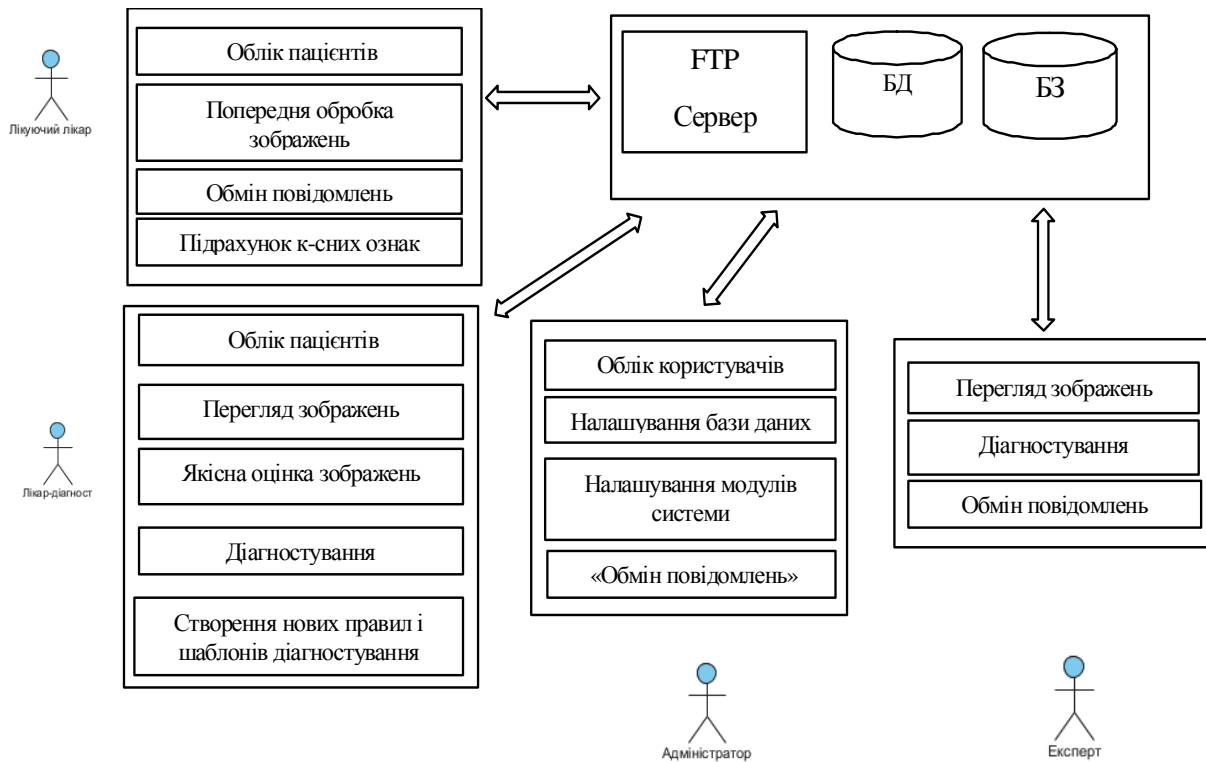 Облік пацієнтів
Попередня обробка
зображень
Обмін повідомлень
Підрахунок к-сних ознак
Лікуючий лікар
FTP
Сервер
БД
БЗ
Облік пацієнтів
Перегляд зображень
Якісна оцінка зображень
Діагностування
Створення нових правил і
шаблонів діагностування
Лікар-діагност
Облік користувачів
Налашування бази даних
Налашування модулів
системи
«Обмін повідомлень»
Адміністратор
Перегляд зображень
Діагностування
Обмін повідомлень
Експерт